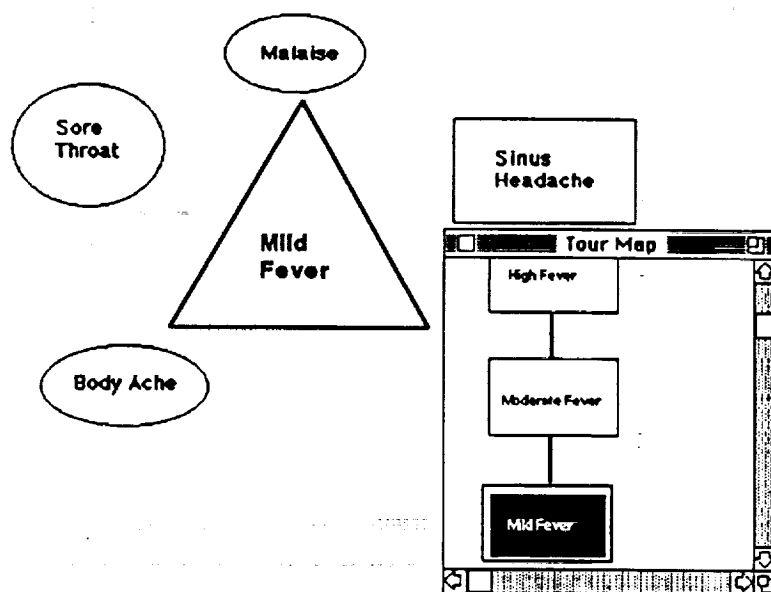 Malaise
Sore
Throat
Sinus
Headache
Mild
Fever
Tour Map
High Fever
Body Ache
Moderate Fever
Mild Fever